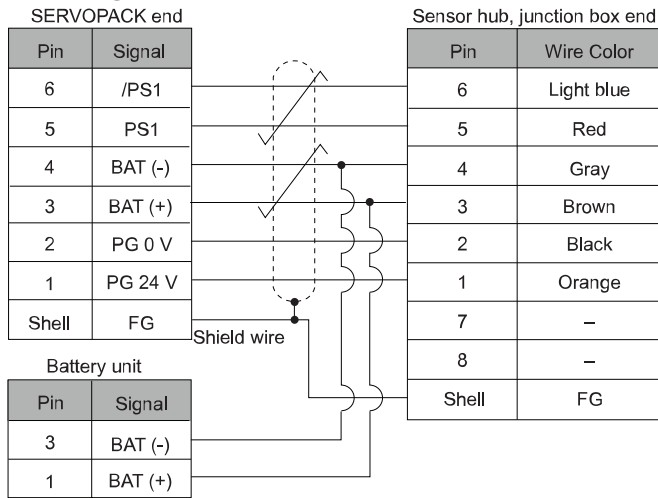 SERVOPACK end
Pin Signal
6 /PS1
5 PS1
4 BAT (-)
3 BAT (+)
2 PG 0 V
1 PG 24 V
Shell FG
Shield wire
Battery unit
Pin Signal
3 BAT (-)
1 BAT (+)
Sensor hub, junction box end
Pin Wire Color
6 Light blue
5 Red
4 Gray
3 Brown
2 Black
1 Orange
7 –
8 –
Shell FG